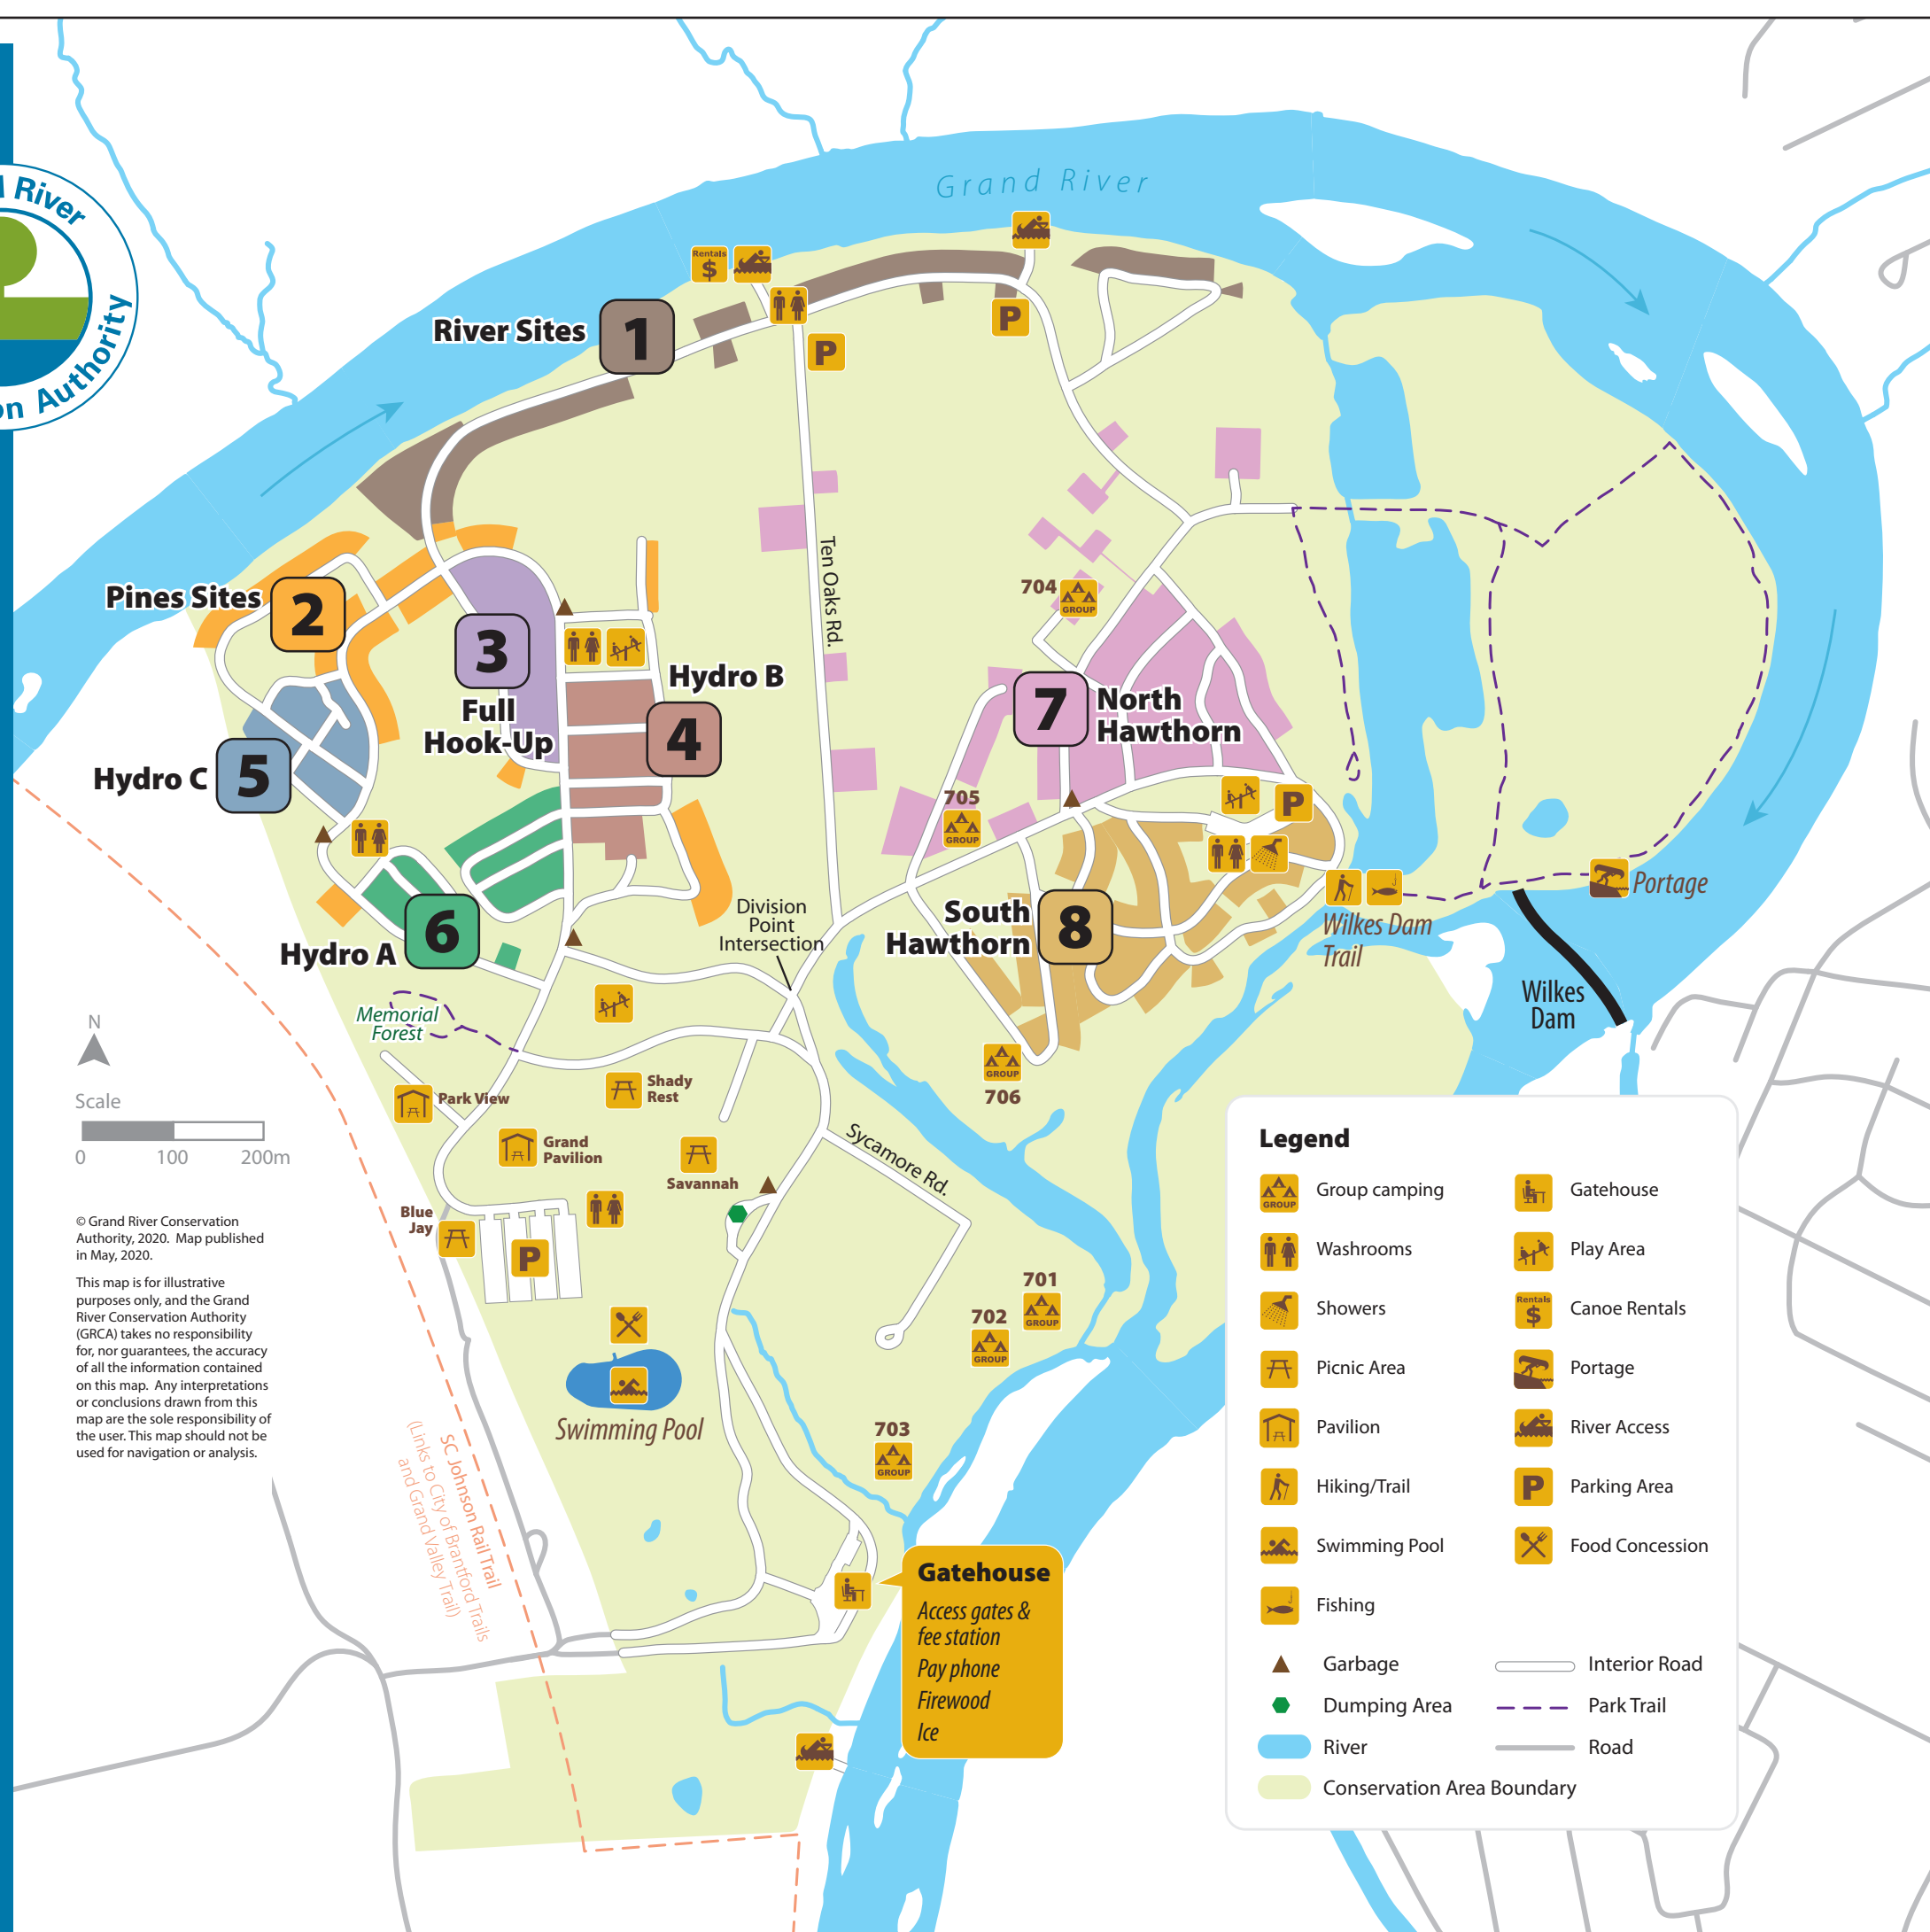 River
Authority
Grand River
Rentals
$
River Sites
1
P
P
Pines Sites
2
3
Full
Hook-Up
Hydro B
4
Ten Oaks Rd.
704
GROUP
Hydro C
5
7
North
Hawthorn
705
GROUP
P
Hydro A
6
Division
Point
Intersection
South
Hawthorn
8
Portage
Wilkes Dam
Trail
Wilkes
Dam
Memorial
Forest
N
Scale
0 100 200m
Park View
Shady
Rest
GROUP
706
Grand
Pavilion
Savannah
Sycamore Rd.
Blue
Jay
P
701
GROUP
702
GROUP
Swimming Pool
703
GROUP
© Grand River Conservation
Authority, 2020. Map published
in May, 2020.
This map is for illustrative
purposes only, and the Grand
River Conservation Authority
(GRCA) takes no responsibility
for, nor guarantees, the accuracy
of all the information contained
on this map. Any interpretations
or conclusions drawn from this
map are the sole responsibility of
the user. This map should not be
used for navigation or analysis.
SC Johnson Rail Trail
(Links to City of Brantford Trails
and Grand Valley Trail)
Gatehouse
Access gates &
fee station
Pay phone
Firewood
Ice
Legend
GROUP
Group camping
Gatehouse
Washrooms
Play Area
Showers
Rentals
$
Canoe Rentals
Picnic Area
Portage
Pavilion
River Access
Hiking/Trail
P
Parking Area
Swimming Pool
Food Concession
Fishing
Garbage
Interior Road
Dumping Area
Park Trail
River
Road
Conservation Area Boundary